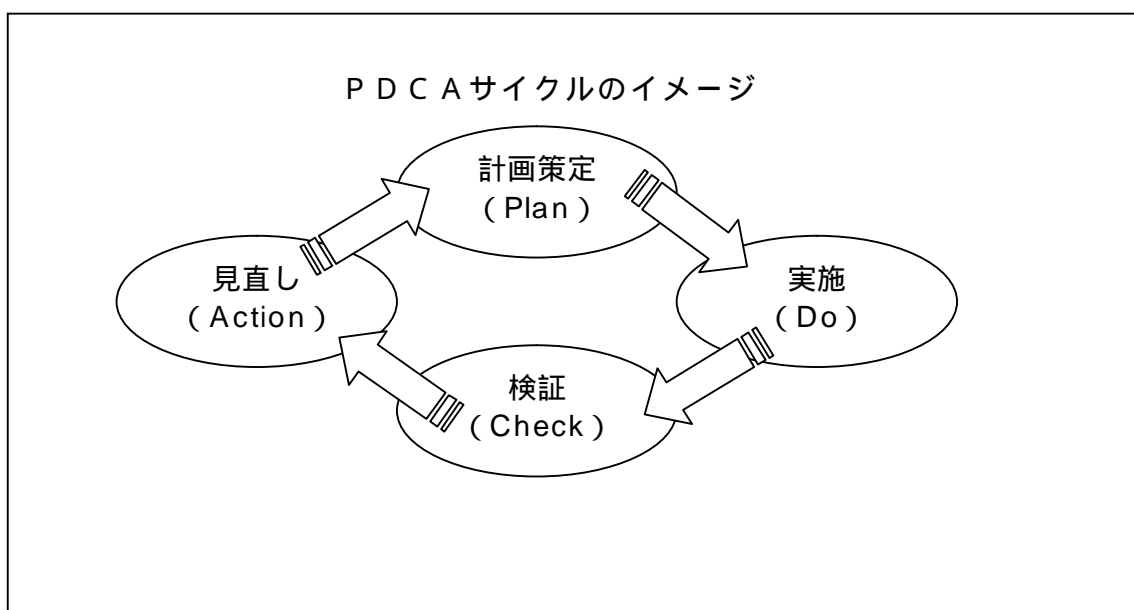 ＰＤＣＡサイクルのイメージ
計画策定
（Plan）
実施
（Do）
検証
（Check）
見直し
（Action）